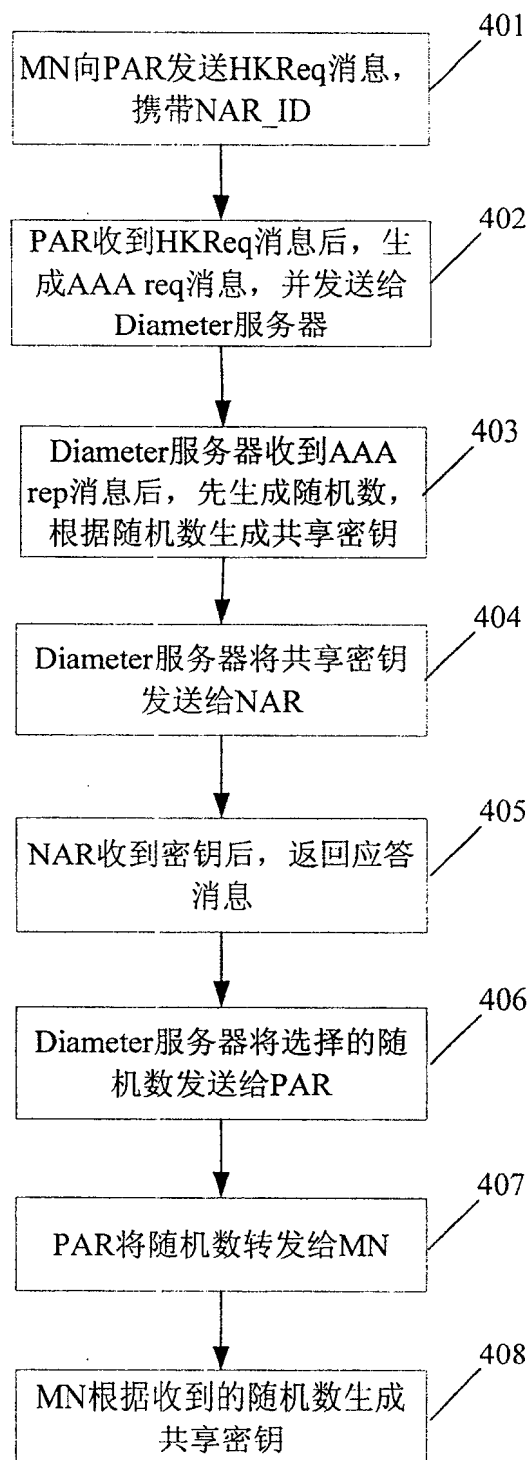 401
MN向PAR发送HKReq消息，
携带NAR_ID
402
PAR收到HKReq消息后，生
成AAA req消息，并发送给
Diameter服务器
403
Diameter服务器收到AAA
rep消息后，先生成随机数，
根据随机数生成共享密钥
404
Diameter服务器将共享密钥
发送给NAR
405
NAR收到密钥后，返回应答
消息
406
Diameter服务器将选择的随
机数发送给PAR
407
PAR将随机数转发给MN
408
MN根据收到的随机数生成
共享密钥